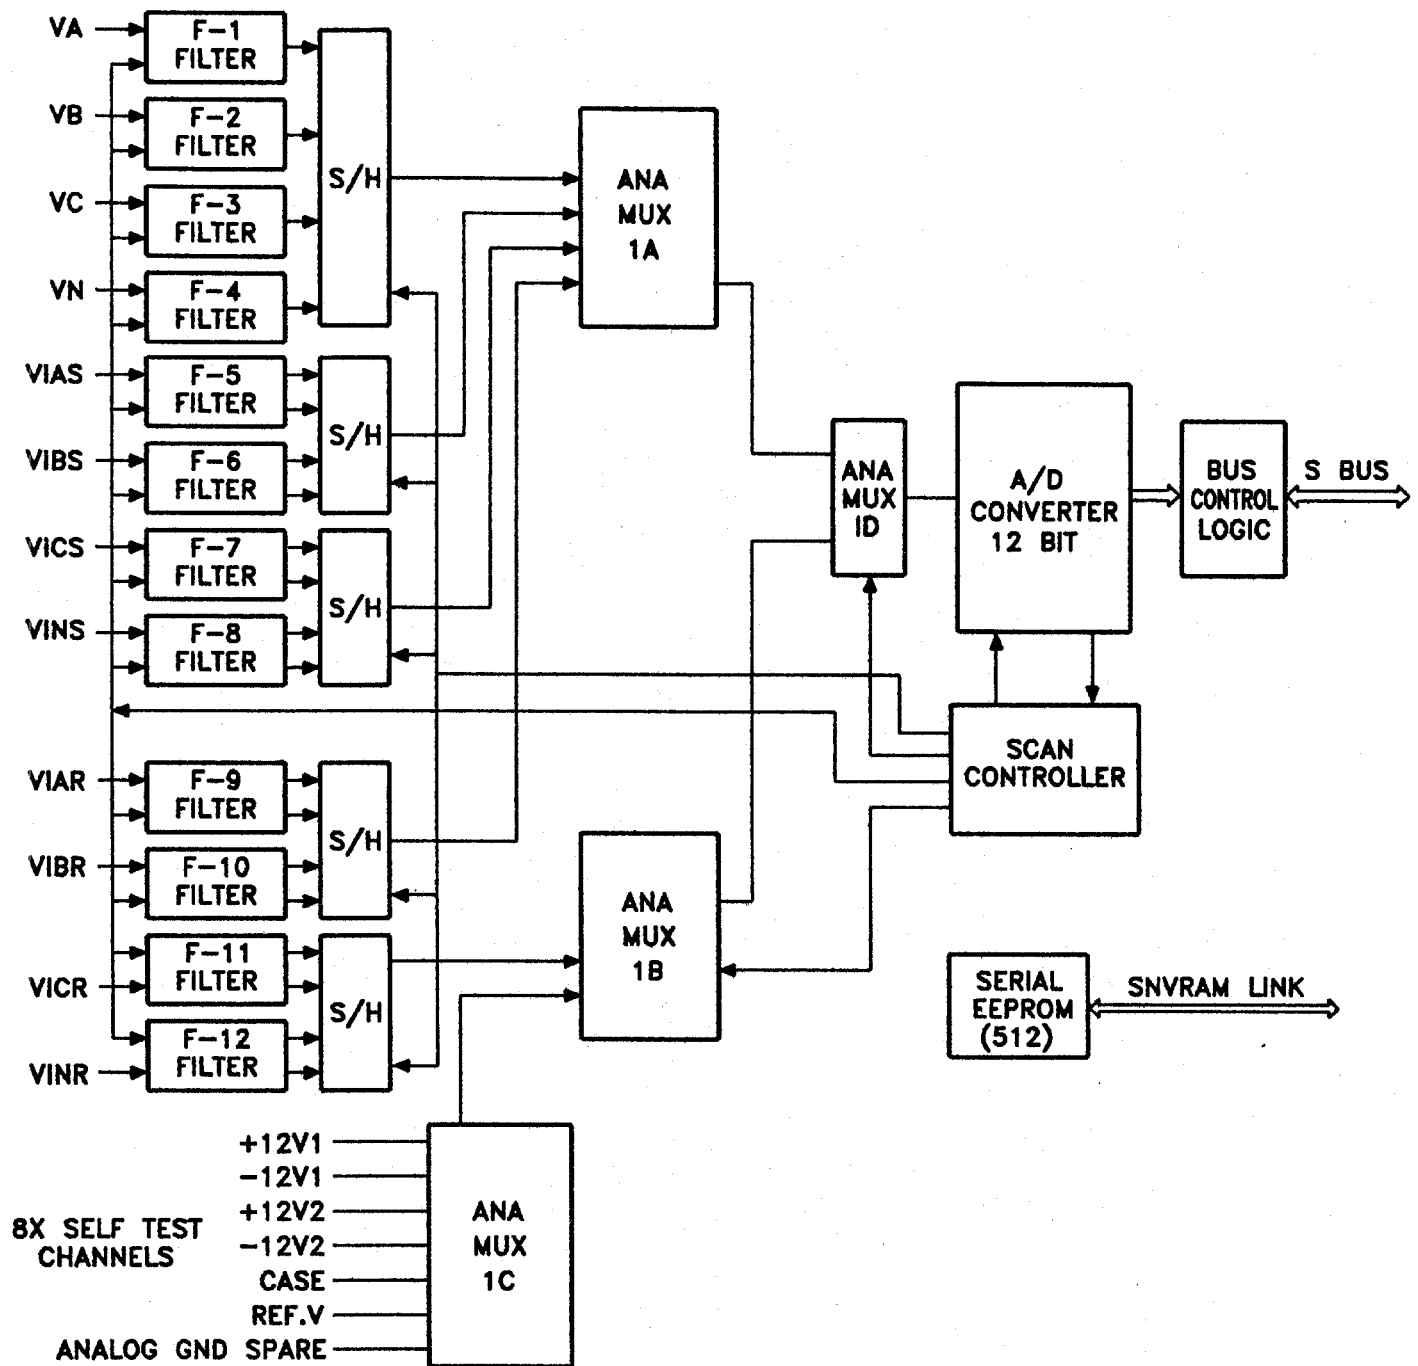 VA
F-1
FILTER
VB
F-2
FILTER
VC
F-3
FILTER
VN
F-4
FILTER
S/H
VIAS
F-5
FILTER
VIBS
F-6
FILTER
S/H
VICS
F-7
FILTER
VINS
F-8
FILTER
S/H
VIAR
F-9
FILTER
VIBR
F-10
FILTER
S/H
VICR
F-11
FILTER
VINR
F-12
FILTER
S/H
ANA
MUX
1A
ANA
MUX
1B
ANA
MUX
ID
A/D
CONVERTER
12 BIT
BUS
CONTROL
LOGIC
S BUS
SCAN
CONTROLLER
SERIAL
EEPROM
(512)
SNVRAM LINK
8X SELF TEST
CHANNELS
+12V1
-12V1
+12V2
-12V2
CASE
REF.V
ANALOG GND SPARE
ANA
MUX
1C